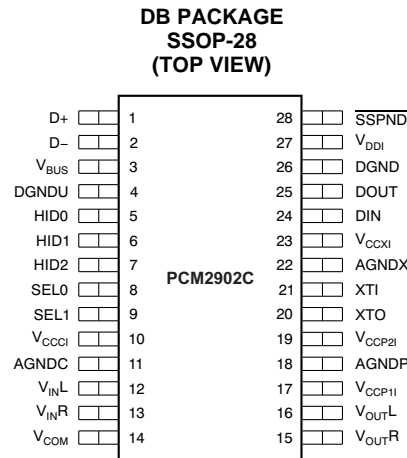 DB PACKAGE
SSOP-28
(TOP VIEW)
D+ 1 28 SSPND
D– 2 27 VDDI
VBUS 3 26 DGND
DGNDU 4 25 DOUT
HID0 5 24 DIN
HID1 6 23 VCCXI
HID2 7 22 AGNDX
PCM2902C
SEL0 8 21 XTI
SEL1 9 20 XTO
VCCCI 10 19 VCCP2I
AGNDC 11 18 AGNDP
VINL 12 17 VCCP1I
VINR 13 16 VOUTL
VCOM 14 15 VOUTR